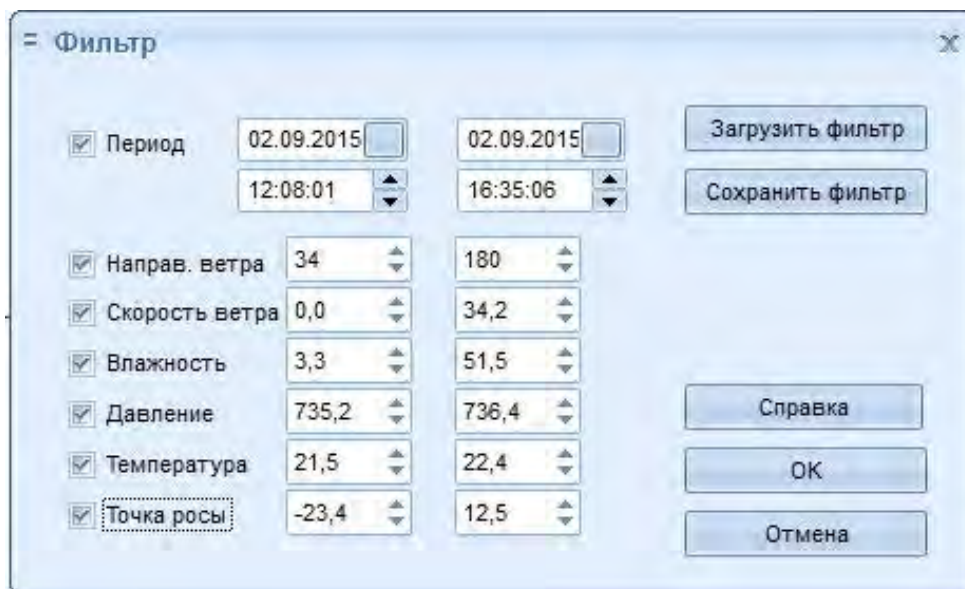 Фильтр
Период 02.09.2015 02.09.2015 Загрузить фильтр
12:08:01 16:35:06 Сохранить фильтр
Направ. ветра 34 180
Скорость ветра 0,0 34,2
Влажность 3,3 51,5
Давление 735,2 736,4 Справка
Температура 21,5 22,4 ОК
Точка росы -23,4 12,5 Отмена